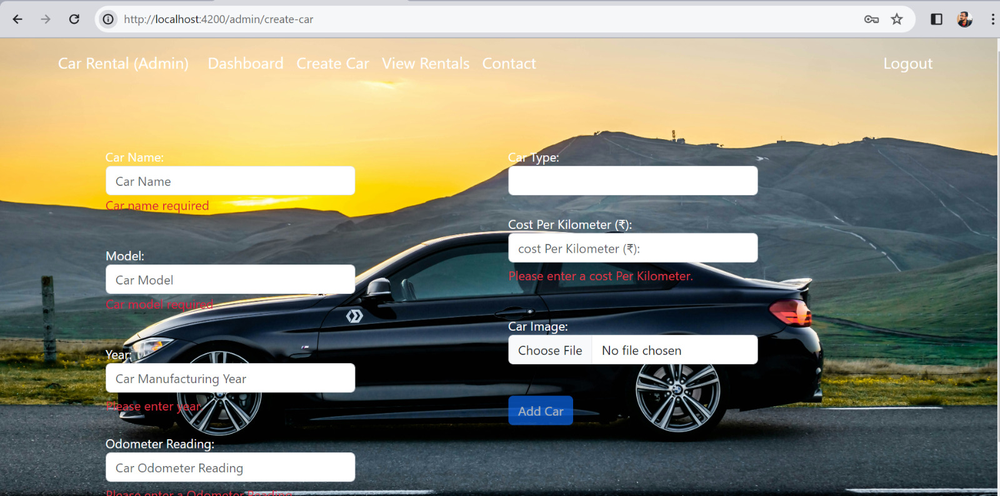 http://localhost:4200/admin/create-car
Car Rental (Admin) Dashboard Create Car View Rentals Contact Logout
Car Name:
Car Name
Car name required
Model:
Car Model
Car model required
Year:
Car Manufacturing Year
Please enter year
Odometer Reading:
Car Odometer Reading
Please enter a Odometer Reading
Car Type:
Cost Per Kilometer (₹):
cost Per Kilometer (₹):
Please enter a cost Per Kilometer.
Car Image:
Choose File No file chosen
Add Car